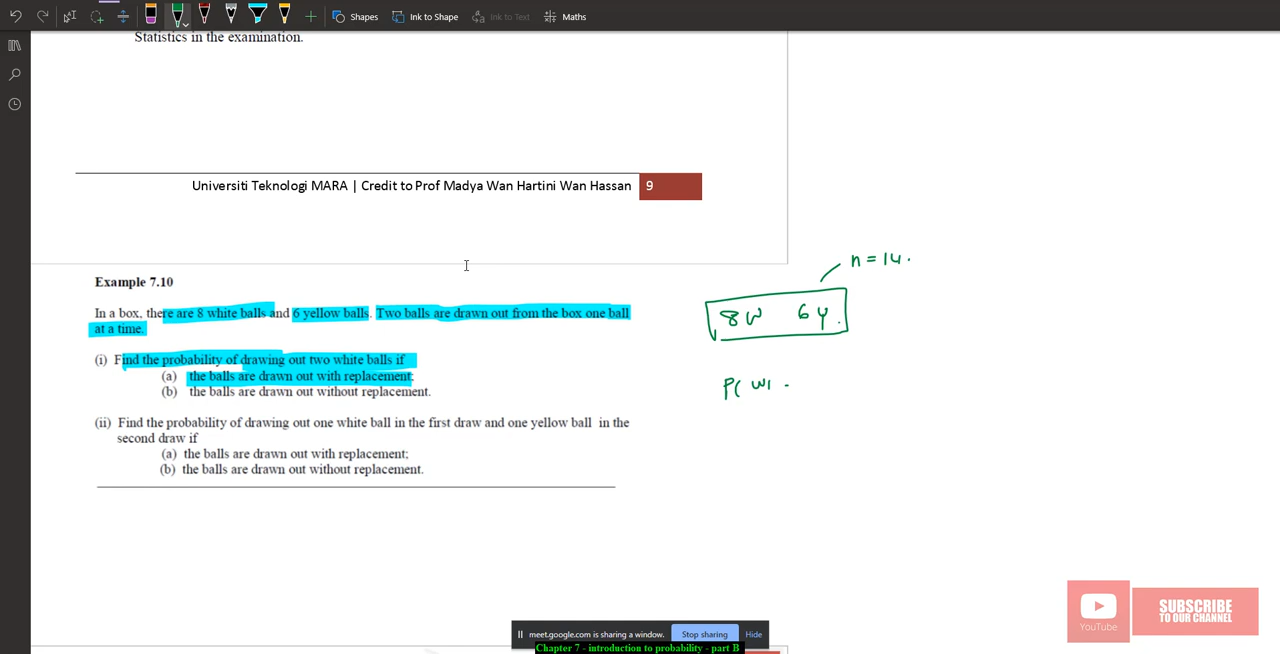 Shapes Ink to Shape Ink to Text Maths
Statistics in the examination.
Universiti Teknologi MARA | Credit to Prof Madya Wan Hartini Wan Hassan 9
Example 7.10
In a box, there are 8 white balls and 6 yellow balls. Two balls are drawn out from the box one ball
at a time.
(i) Find the probability of drawing out two white balls if
(a) the balls are drawn out with replacement;
(b) the balls are drawn out without replacement.
(ii) Find the probability of drawing out one white ball in the first draw and one yellow ball in the
second draw if
(a) the balls are drawn out with replacement;
(b) the balls are drawn out without replacement.
n = 14.
8W 6Y.
P( W1 .
YouTube
SUBSCRIBE
TO OUR CHANNEL
meet.google.com is sharing a window. Stop sharing Hide
Chapter 7 - introduction to probability - part B